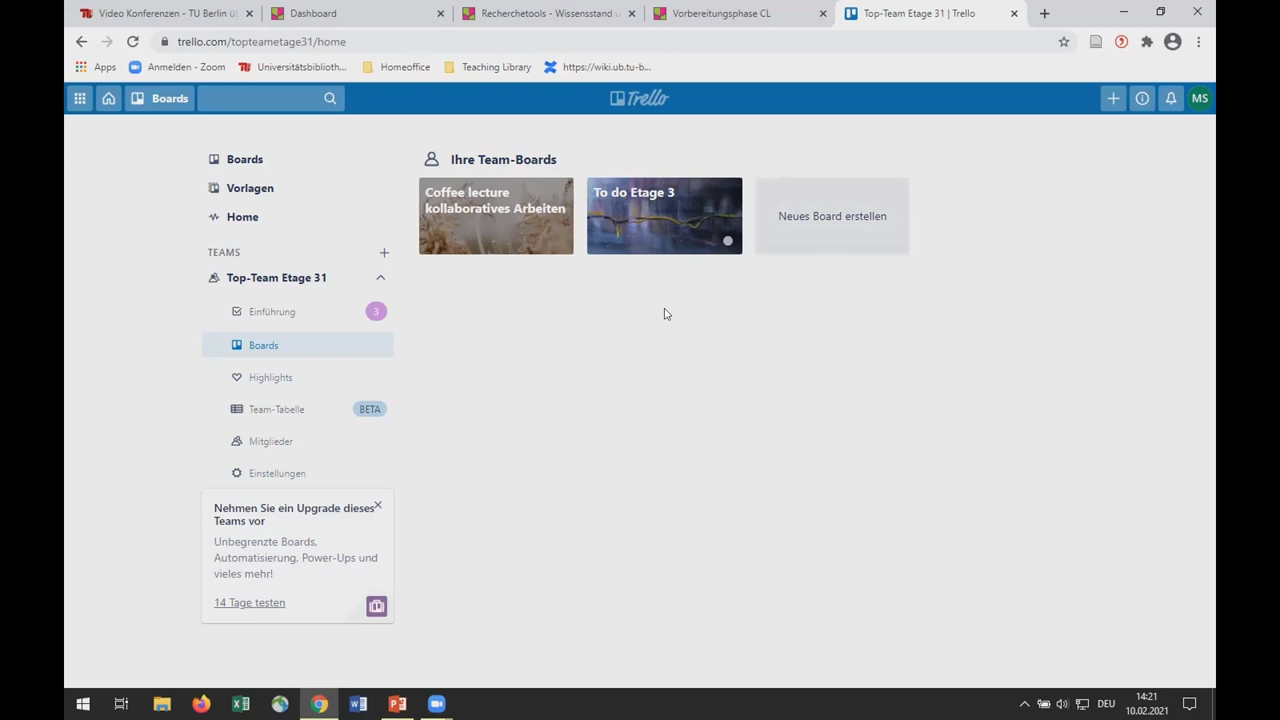 Video Konferenzen - TU Berlin ü
Dashboard
Recherchetools - Wissensstand u
Vorbereitungsphase CL
Top-Team Etage 31 | Trello
trello.com/topteametage31/home
Apps
Anmelden - Zoom
Universitätsbiblioth...
Homeoffice
Teaching Library
https://wiki.ub.tu-b...
Boards
Trello
MS
Boards
Vorlagen
Home
TEAMS
Top-Team Etage 31
Einführung 3
Boards
Highlights
Team-Tabelle BETA
Mitglieder
Einstellungen
Nehmen Sie ein Upgrade dieses
Teams vor
Unbegrenzte Boards,
Automatisierung, Power-Ups und
vieles mehr!
14 Tage testen
Ihre Team-Boards
Coffee lecture
kollaboratives Arbeiten
To do Etage 3
Neues Board erstellen
DEU
14:21
10.02.2021